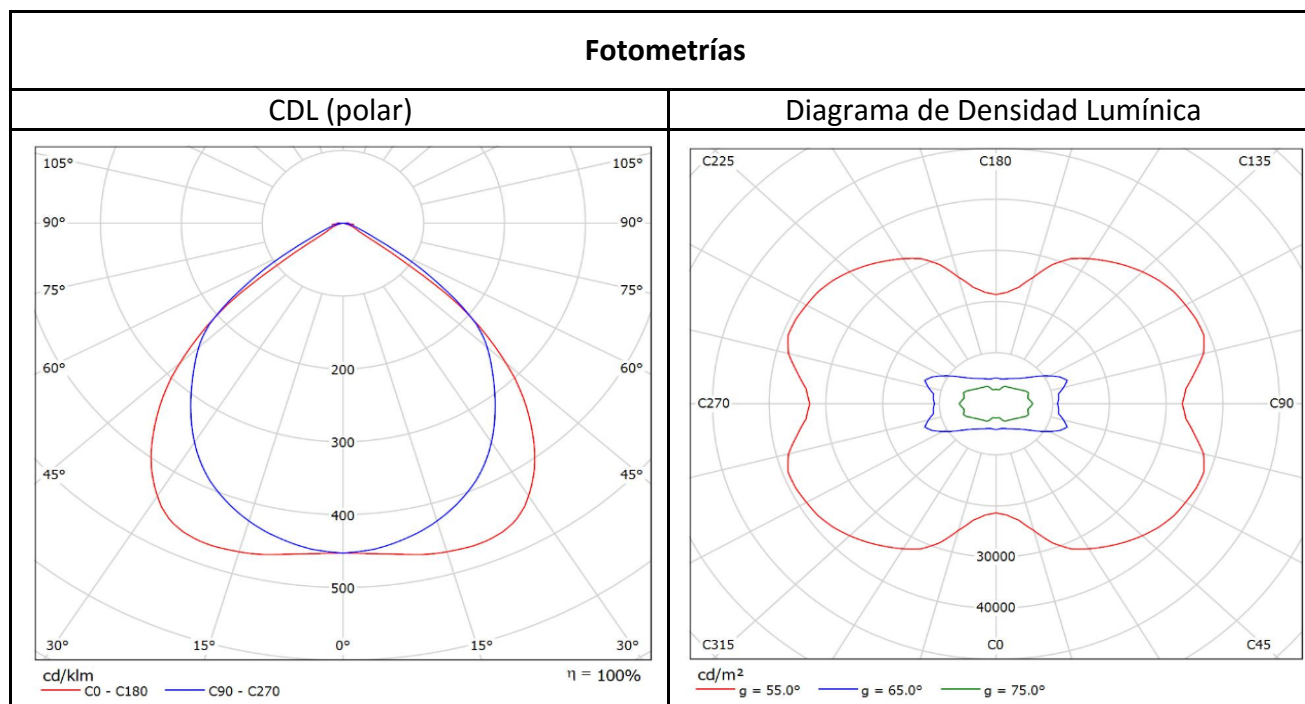 Fotometrías
CDL (polar)
Diagrama de Densidad Lumínica
105° 105°
90° 90°
75° 75°
60° 60°
45° 45°
200
300
400
500
30° 15° 0° 15° 30°
cd/klm η = 100%
C0 - C180 C90 - C270
C225 C180 C135
C270 C90
30000
40000
C315 C0 C45
cd/m²
g = 55.0° g = 65.0° g = 75.0°